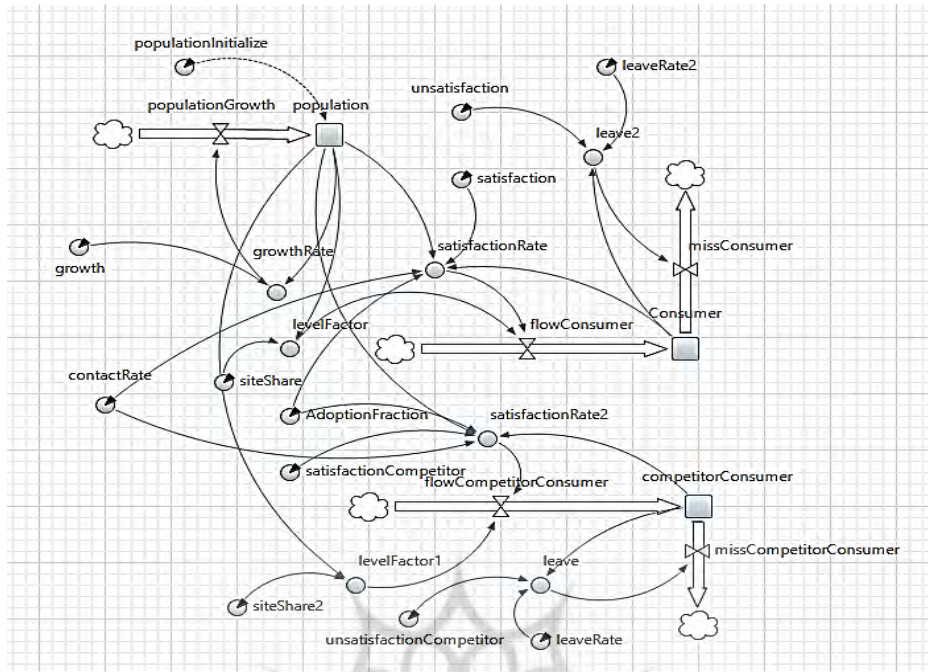 populationInitialize
leaveRate2
unsatisfaction
populationGrowth
population
leave2
satisfaction
missConsumer
growthRate
satisfactionRate
growth
Consumer
levelFactor
flowConsumer
contactRate
siteShare
AdoptionFraction
satisfactionRate2
satisfactionCompetitor
flowCompetitorConsumer
competitorConsumer
missCompetitorConsumer
levelFactor1
leave
siteShare2
unsatisfactionCompetitor
leaveRate